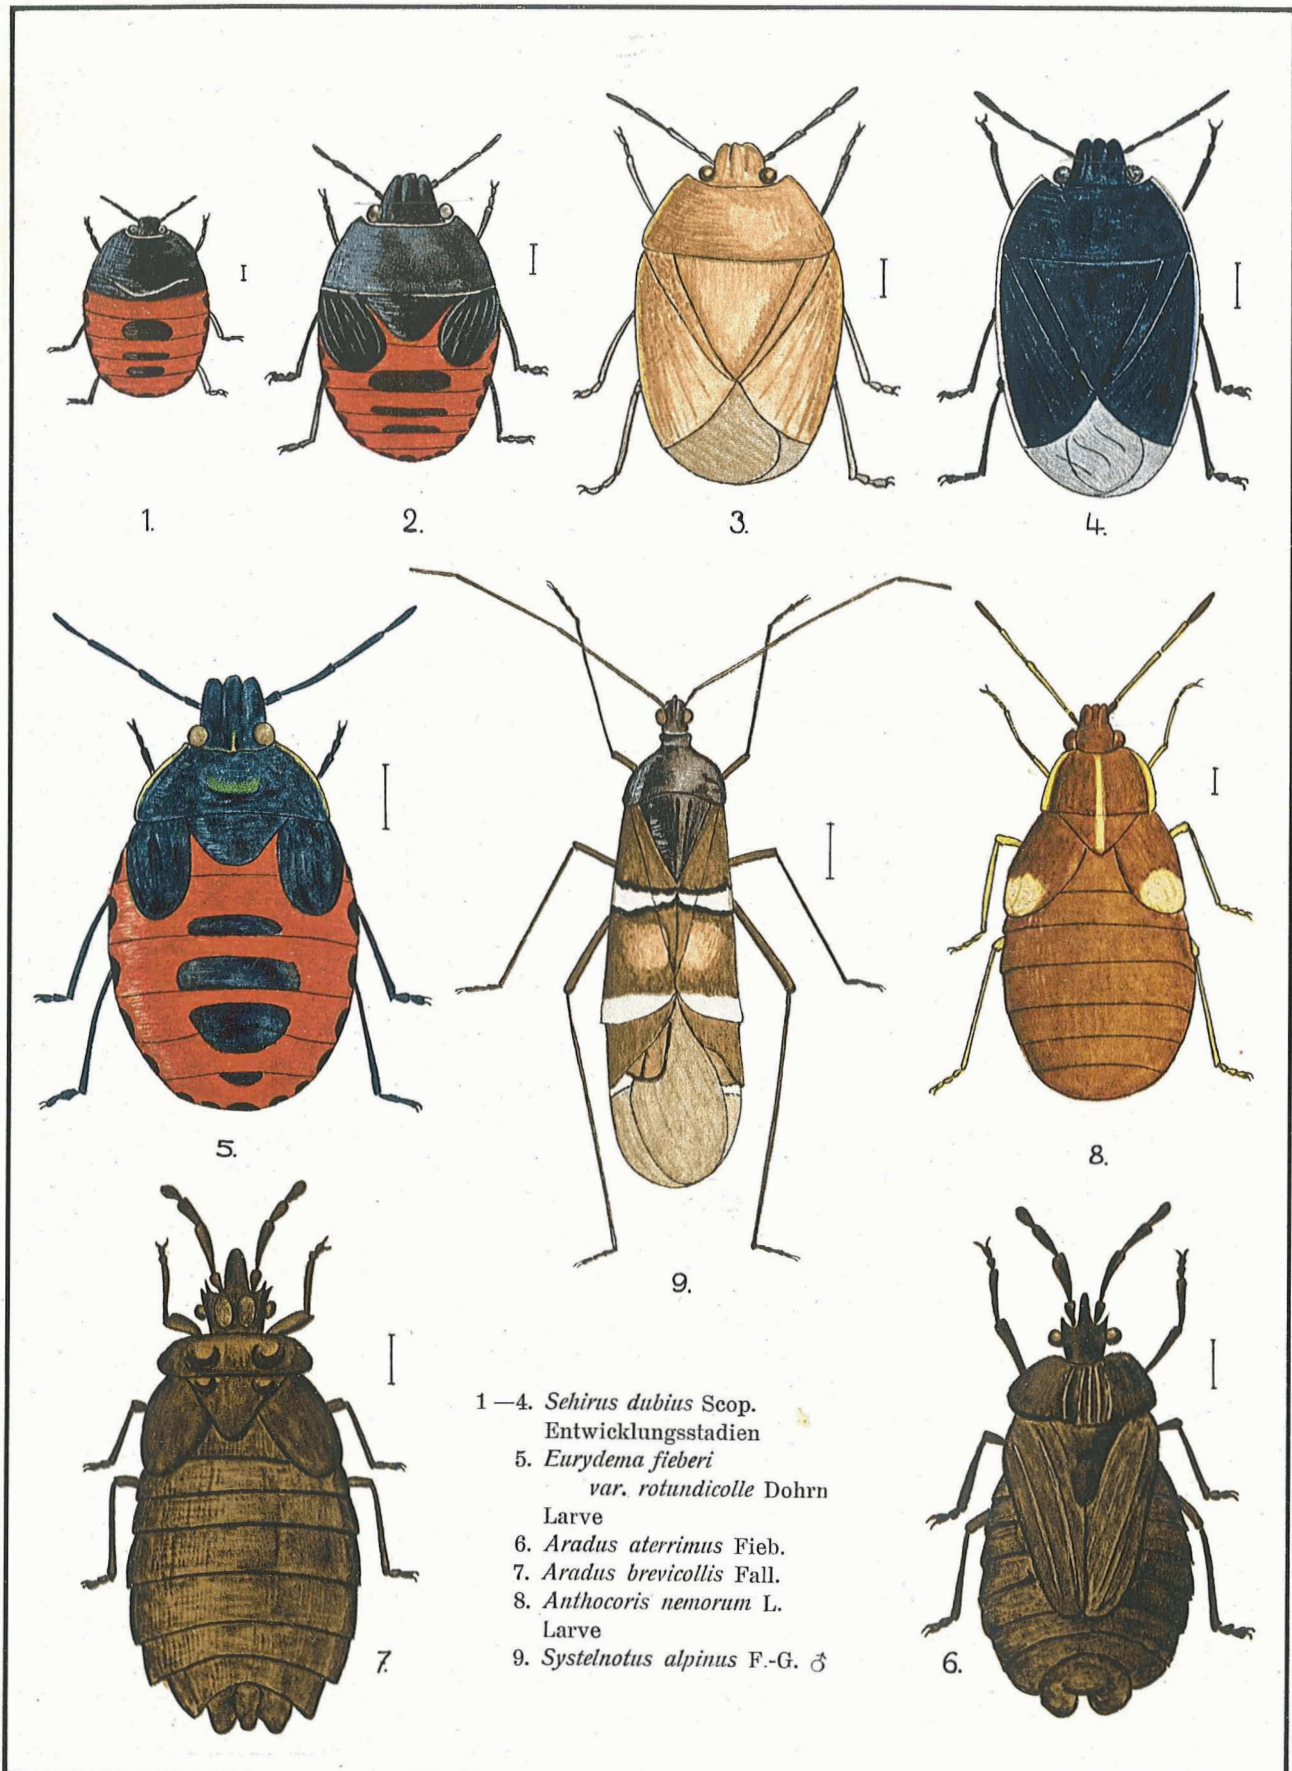 1.
2.
3.
4.
5.
9.
8.
7.
6.
1—4. Sehirus dubius Scop.
Entwicklungsstadien
5. Eurydema fieberi
var. rotundicolle Dohrn
Larve
6. Aradus aterrimus Fieb.
7. Aradus brevicollis Fall.
8. Anthocoris nemorum L.
Larve
9. Systelnotus alpinus F.-G. ♂